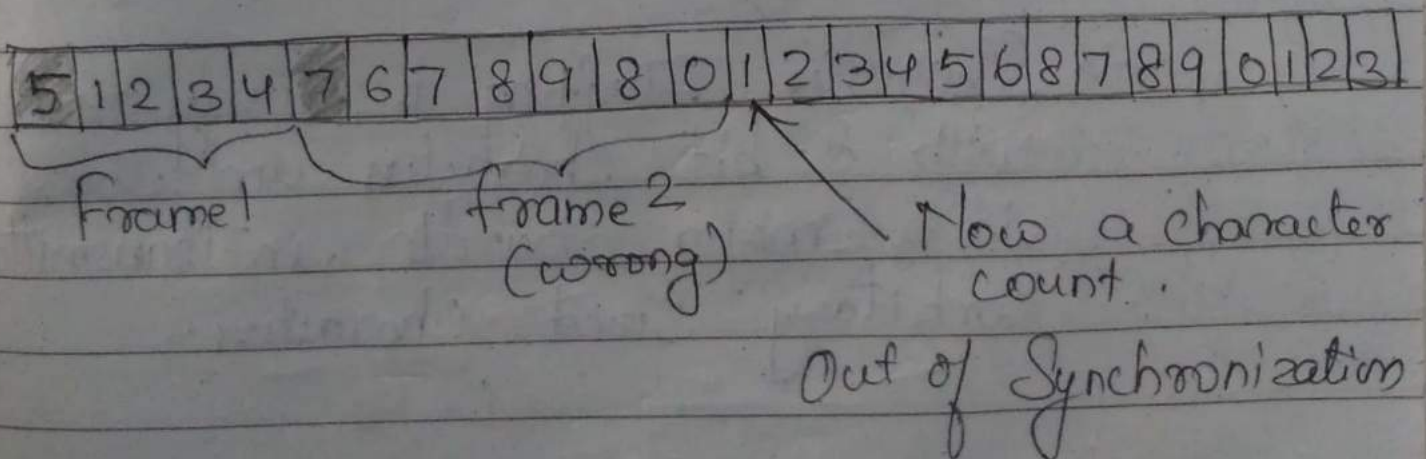 5 1 2 3 4 7 6 7 8 9 8 0 1 2 3 4 5 6 8 7 8 9 0 1 2 3
Frame 1 frame 2 Now a character
(wrong) count.
Out of Synchronization